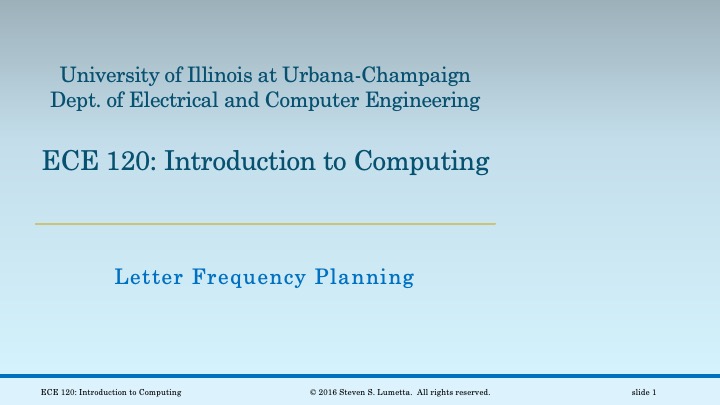 University of Illinois at Urbana-Champaign
Dept. of Electrical and Computer Engineering
ECE 120: Introduction to Computing
Letter Frequency Planning
ECE 120: Introduction to Computing
© 2016 Steven S. Lumetta. All rights reserved.
slide 1